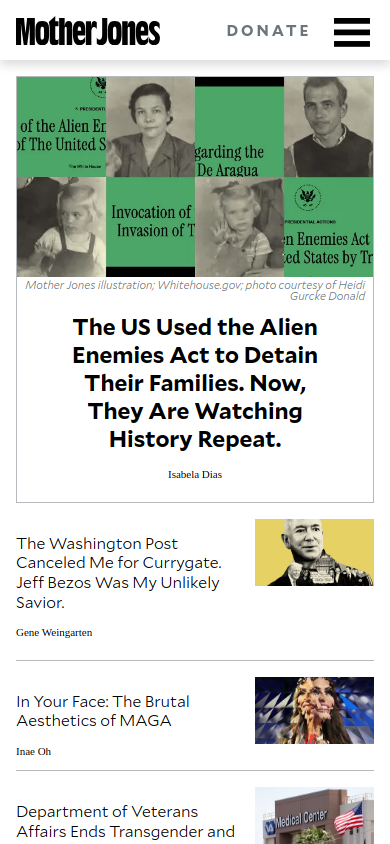 Mother Jones
DONATE
PRESIDENTIAL
of the Alien En
of The United S
The White House
garding the
De Aragua
Invocation of
Invasion of T
PRESIDENTIAL ACTIONS
en Enemies Act
ted States by Tr
Mother Jones illustration; Whitehouse.gov; photo courtesy of Heidi
Gurcke Donald
The US Used the Alien
Enemies Act to Detain
Their Families. Now,
They Are Watching
History Repeat.
Isabela Dias
The Washington Post
Canceled Me for Currygate.
Jeff Bezos Was My Unlikely
Savior.
Gene Weingarten
In Your Face: The Brutal
Aesthetics of MAGA
Inae Oh
Department of Veterans
Affairs Ends Transgender and
VA Medical Center